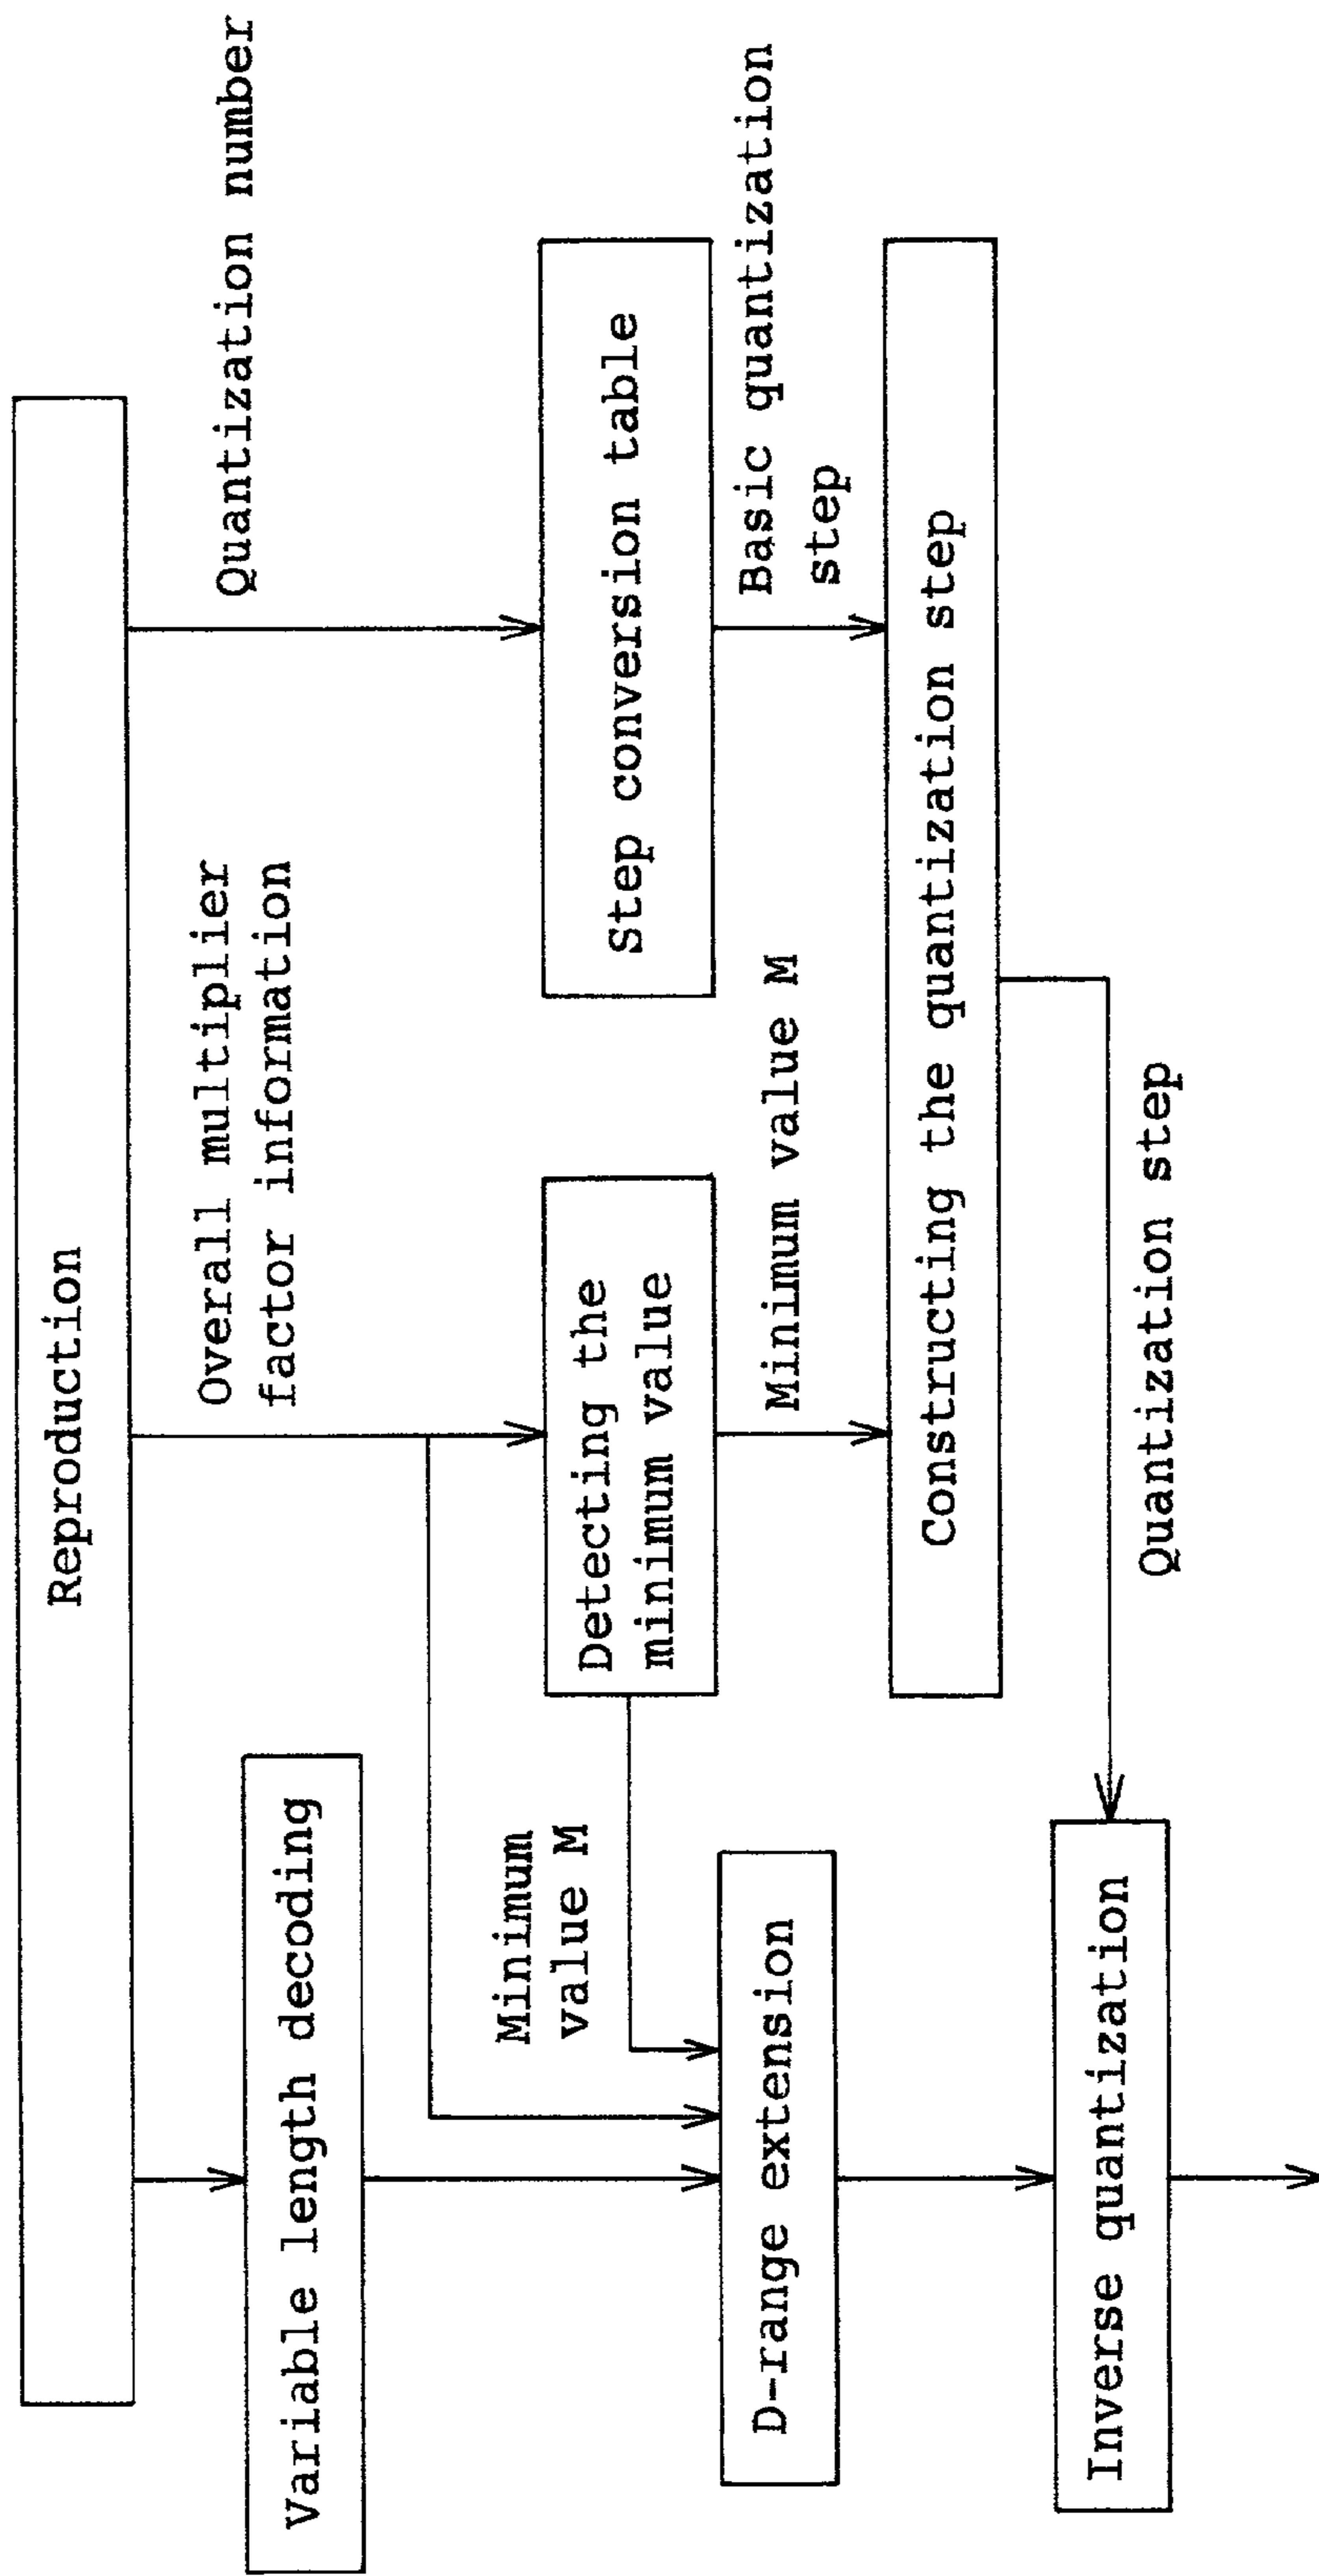 Reproduction
Quantization number
Overall multiplier
factor information
Variable length decoding
Step conversion table
Detecting the
minimum value
Minimum
value M
Basic quantization
step
Minimum value M
D-range extension
Constructing the quantization step
Quantization step
Inverse quantization